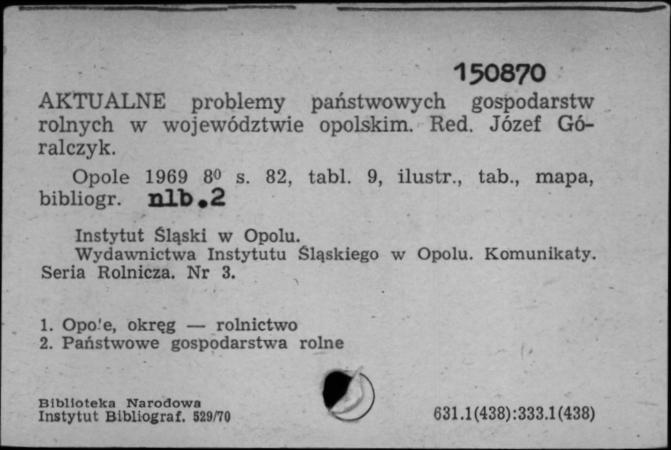 150870
AKTUALNE problemy państwowych gospodarstw
rolnych w województwie opolskim. Red. Józef Gó-
ralczyk.
Opole 1969 8⁰ s. 82, tabl. 9, ilustr., tab., mapa,
bibliogr. nlb.2
Instytut Śląski w Opolu.
Wydawnictwa Instytutu Śląskiego w Opolu. Komunikaty.
Seria Rolnicza. Nr 3.
1. Opole, okręg — rolnictwo
2. Państwowe gospodarstwa rolne
Biblioteka Narodowa
Instytut Bibliograf. 529/70
631.1(438):333.1(438)